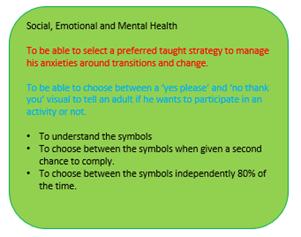 Social, Emotional and Mental Health
To be able to select a preferred taught strategy to manage
his anxieties around transitions and change.
To be able to choose between a 'yes please' and 'no thank
you' visual to tell an adult if he wants to participate in an
activity or not.
• To understand the symbols
• To choose between the symbols when given a second
chance to comply.
• To choose between the symbols independently 80% of
the time.